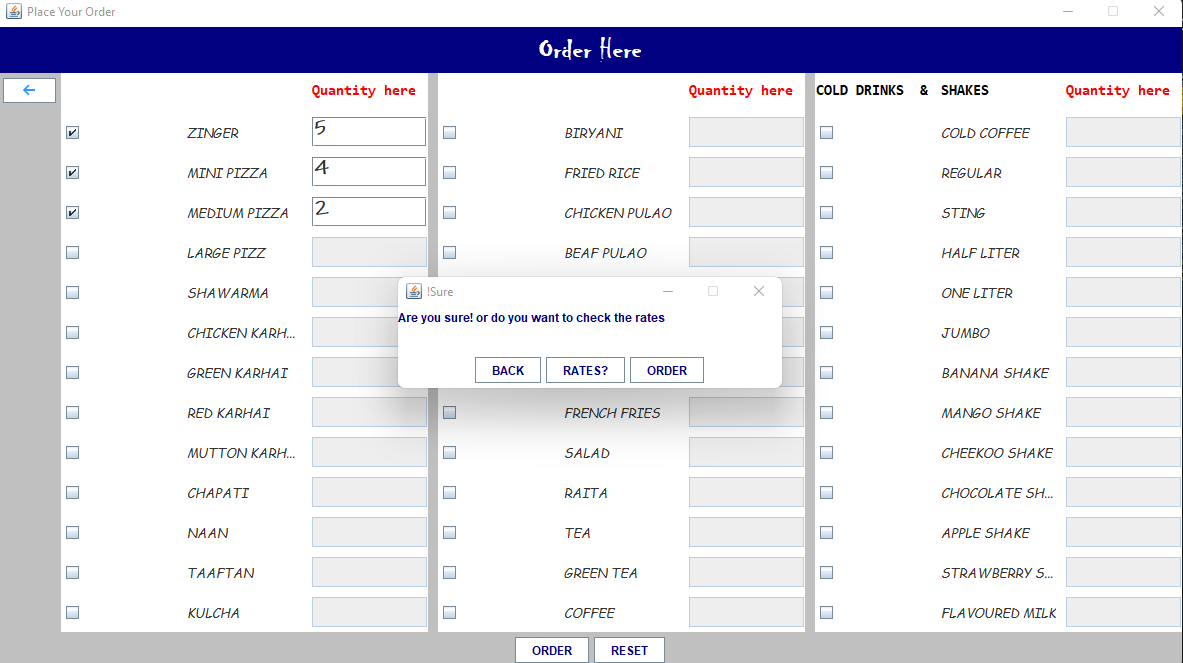 Place Your Order
Order Here
Quantity here
ZINGER 5
MINI PIZZA 4
MEDIUM PIZZA 2
LARGE PIZZ
SHAWARMA
CHICKEN KARH...
GREEN KARHAI
RED KARHAI
MUTTON KARH...
CHAPATI
NAAN
TAAFTAN
KULCHA
Quantity here
BIRYANI
FRIED RICE
CHICKEN PULAO
BEAF PULAO
FRENCH FRIES
SALAD
RAITA
TEA
GREEN TEA
COFFEE
COLD DRINKS & SHAKES Quantity here
COLD COFFEE
REGULAR
STING
HALF LITER
ONE LITER
JUMBO
BANANA SHAKE
MANGO SHAKE
CHEEKOO SHAKE
CHOCOLATE SH...
APPLE SHAKE
STRAWBERRY S...
FLAVOURED MILK
!Sure
Are you sure! or do you want to check the rates
BACK RATES? ORDER
ORDER RESET